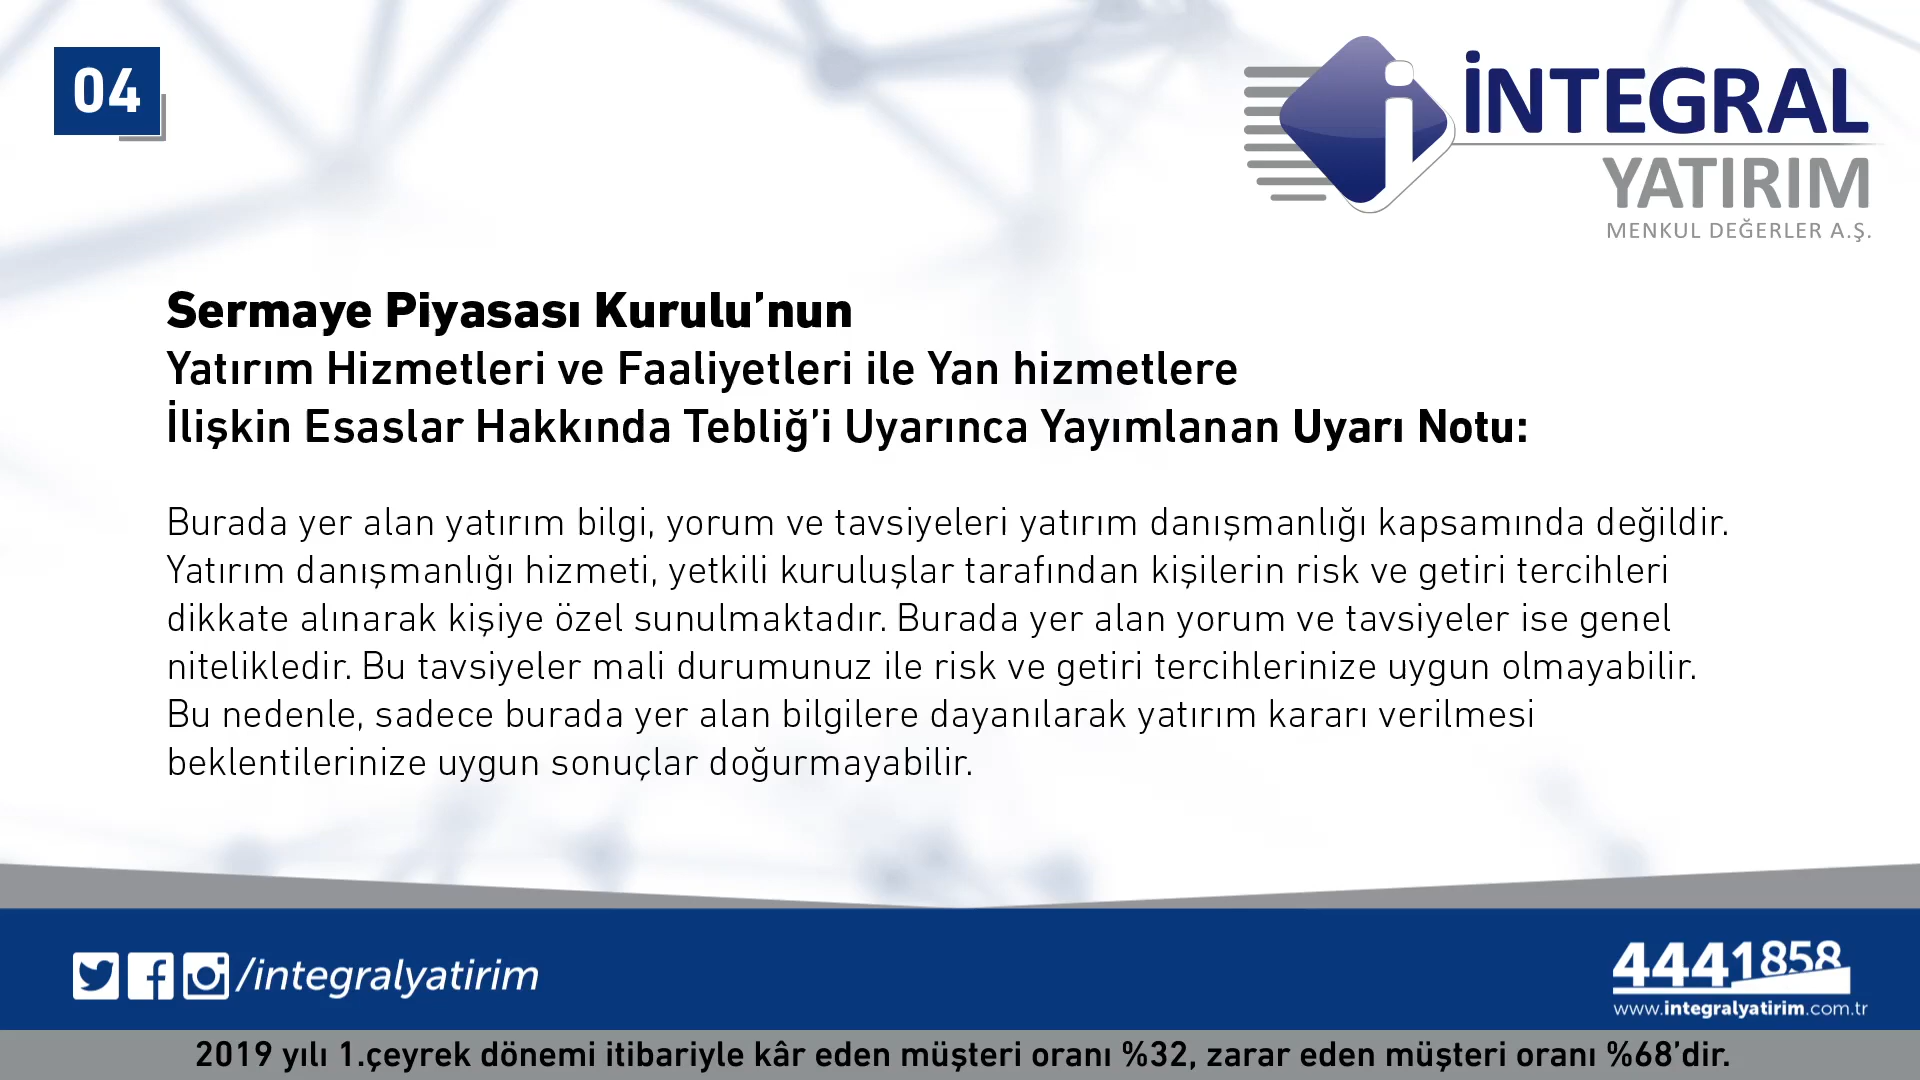 04
İNTEGRAL
YATIRIM
MENKUL DEĞERLER A.Ş.
Sermaye Piyasası Kurulu’nun
Yatırım Hizmetleri ve Faaliyetleri ile Yan hizmetlere
İlişkin Esaslar Hakkında Tebliğ’i Uyarınca Yayımlanan Uyarı Notu:
Burada yer alan yatırım bilgi, yorum ve tavsiyeleri yatırım danışmanlığı kapsamında değildir.
Yatırım danışmanlığı hizmeti, yetkili kuruluşlar tarafından kişilerin risk ve getiri tercihleri
dikkate alınarak kişiye özel sunulmaktadır. Burada yer alan yorum ve tavsiyeler ise genel
nitelikledir. Bu tavsiyeler mali durumunuz ile risk ve getiri tercihlerinize uygun olmayabilir.
Bu nedenle, sadece burada yer alan bilgilere dayanılarak yatırım kararı verilmesi
beklentilerinize uygun sonuçlar doğurmayabilir.
/integralyatirim
4441858
www.integralyatirim.com.tr
2019 yılı 1.çeyrek dönemi itibariyle kâr eden müşteri oranı %32, zarar eden müşteri oranı %68’dir.